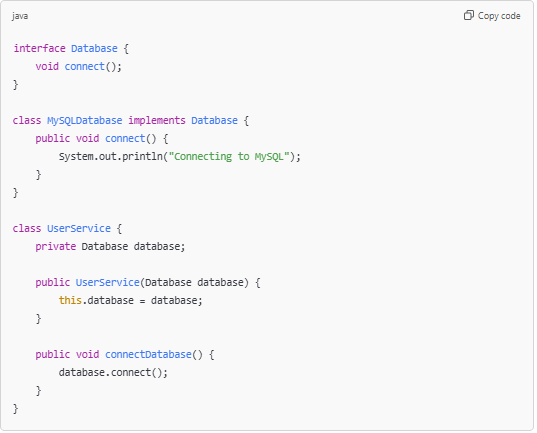 java
Copy code
interface Database {
    void connect();
}
class MySQLDatabase implements Database {
    public void connect() {
        System.out.println("Connecting to MySQL");
    }
}
class UserService {
    private Database database;
    public UserService(Database database) {
        this.database = database;
    }
    public void connectDatabase() {
        database.connect();
    }
}